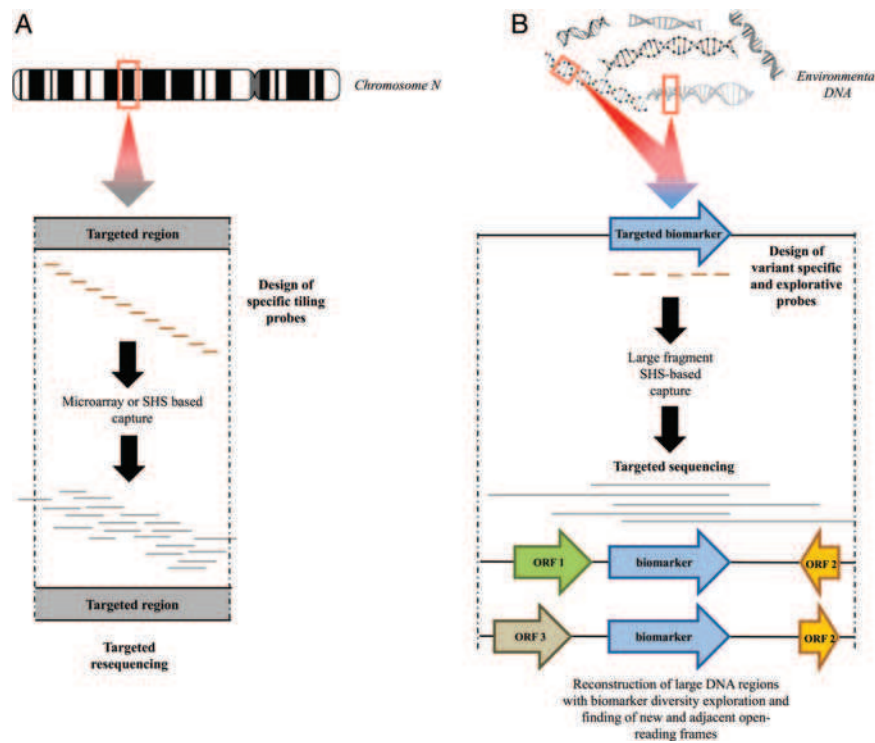 A
Chromosome N
Targeted region
Design of
specific tiling
probes
Microarray or SHS based
capture
Targeted region
Targeted
resequencing
B
Environmental
DNA
Targeted biomarker
Design of
variant specific
and explorative
probes
Large fragment
SHS-based
capture
Targeted sequencing
ORF 1
biomarker
ORF 2
ORF 3
biomarker
ORF 2
Reconstruction of large DNA regions
with biomarker diversity exploration and
finding of new and adjacent open-
reading frames